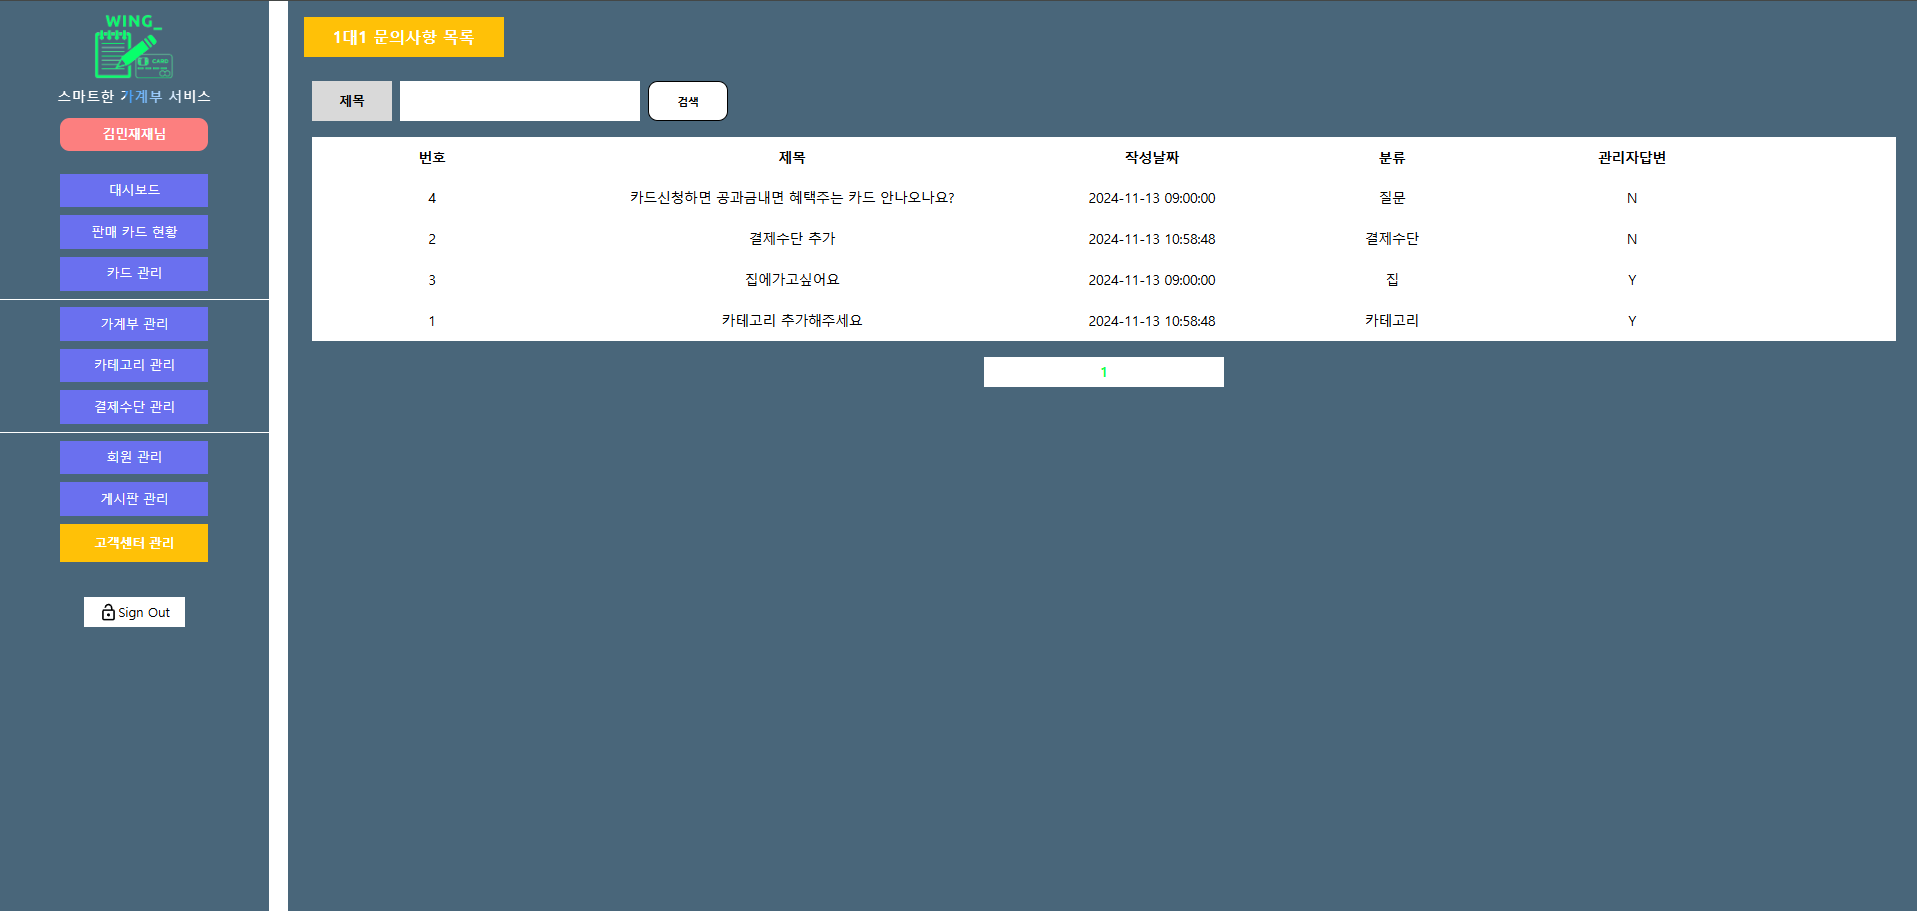 WING_
CARD
스마트한 가계부 서비스
김민재재님
대시보드
판매 카드 현황
카드 관리
가계부 관리
카테고리 관리
결제수단 관리
회원 관리
게시판 관리
고객센터 관리
Sign Out
1대1 문의사항 목록
제목 검색
번호 제목 작성날짜 분류 관리자답변
4 카드신청하면 공과금내면 혜택주는 카드 안나오나요? 2024-11-13 09:00:00 질문 N
2 결제수단 추가 2024-11-13 10:58:48 결제수단 N
3 집에가고싶어요 2024-11-13 09:00:00 집 Y
1 카테고리 추가해주세요 2024-11-13 10:58:48 카테고리 Y
1